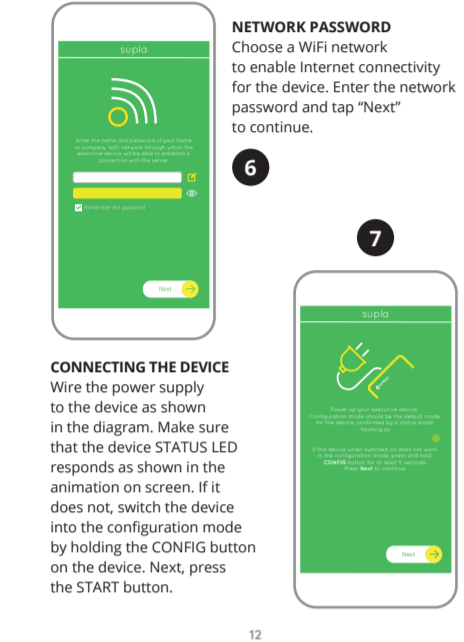 supla
Enter the name and password of your home
or company WiFi network through which the
executive device will be able to establish a
connection with the server.
Remember the password
Next
NETWORK PASSWORD
Choose a WiFi network
to enable Internet connectivity
for the device. Enter the network
password and tap “Next”
to continue.
6
7
CONNECTING THE DEVICE
Wire the power supply
to the device as shown
in the diagram. Make sure
that the device STATUS LED
responds as shown in the
animation on screen. If it
does not, switch the device
into the configuration mode
by holding the CONFIG button
on the device. Next, press
the START button.
supla
Power up your executive device.
Configuration mode should be the default mode
for the device, confirmed by a status diode
flashing as
If the device when switched on does not work
in the configuration mode, press and hold
CONFIG button for at least 5 seconds.
Press Next to continue.
Next
12